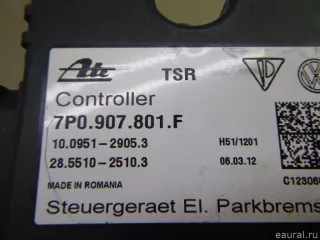 Ate TSR
Controller
7P0.907.801.F
10.0951-2905.3 H51/1201
28.5510-2510.3 06.03.12
MADE IN ROMANIA
Steuergeraet El. Parkbrems
eaural.ru